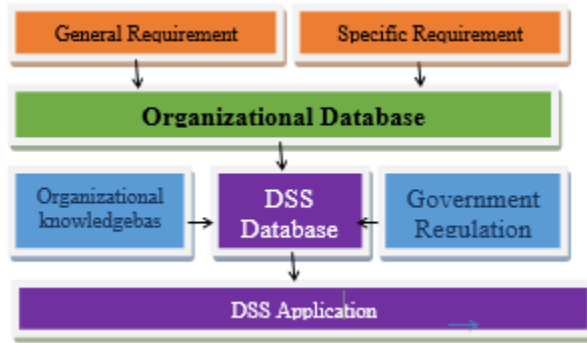 General Requirement
Specific Requirement
Organizational Database
Organizational
knowledgebas
DSS
Database
Government
Regulation
DSS Application